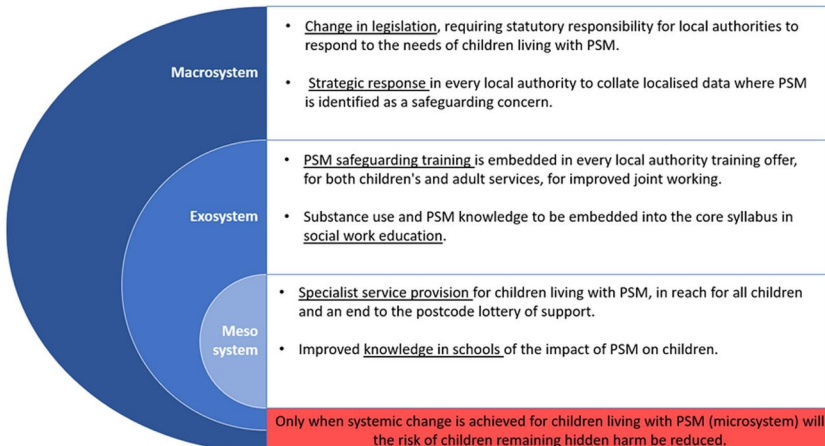 Macrosystem
• Change in legislation, requiring statutory responsibility for local authorities to
respond to the needs of children living with PSM.
• Strategic response in every local authority to collate localised data where PSM
is identified as a safeguarding concern.
Exosystem
• PSM safeguarding training is embedded in every local authority training offer,
for both children's and adult services, for improved joint working.
• Substance use and PSM knowledge to be embedded into the core syllabus in
social work education.
Meso
system
• Specialist service provision for children living with PSM, in reach for all children
and an end to the postcode lottery of support.
• Improved knowledge in schools of the impact of PSM on children.
Only when systemic change is achieved for children living with PSM (microsystem) will
the risk of children remaining hidden harm be reduced.